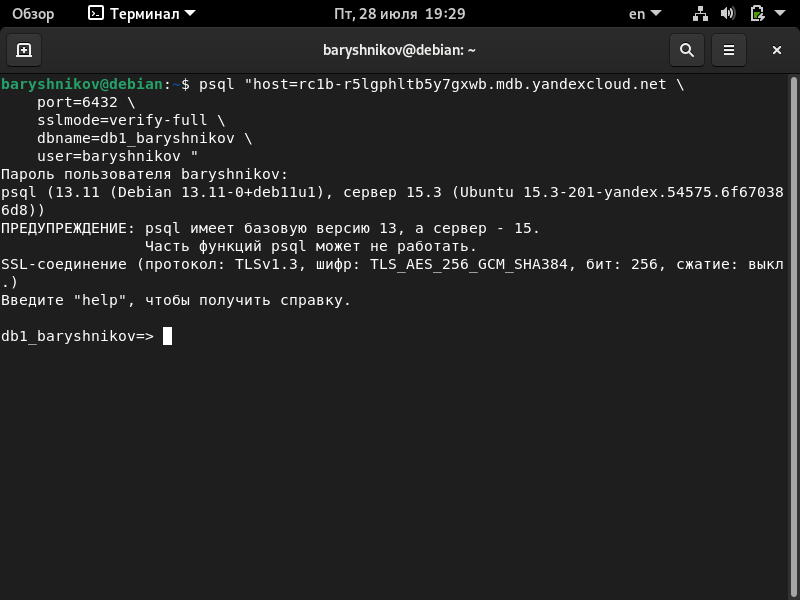 Обзор Терминал Пт, 28 июля 19:29 en
baryshnikov@debian: ~
baryshnikov@debian:~$ psql "host=rc1b-r5lgphltb5y7gxwb.mdb.yandexcloud.net \
    port=6432 \
    sslmode=verify-full \
    dbname=db1_baryshnikov \
    user=baryshnikov "
Пароль пользователя baryshnikov:
psql (13.11 (Debian 13.11-0+deb11u1), сервер 15.3 (Ubuntu 15.3-201-yandex.54575.6f67038
6d8))
ПРЕДУПРЕЖДЕНИЕ: psql имеет базовую версию 13, а сервер - 15.
                Часть функций psql может не работать.
SSL-соединение (протокол: TLSv1.3, шифр: TLS_AES_256_GCM_SHA384, бит: 256, сжатие: выкл
.)
Введите "help", чтобы получить справку.

db1_baryshnikov=>